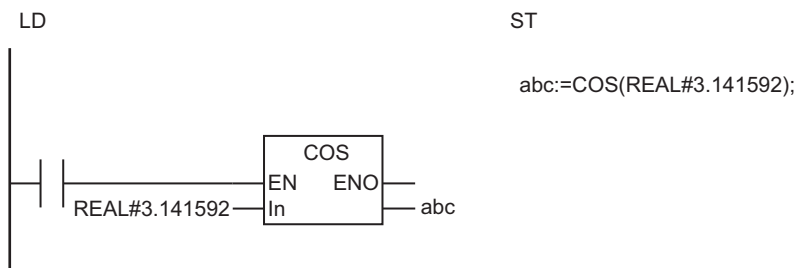 LD
ST
abc:=COS(REAL#3.141592);
COS
EN ENO
REAL#3.141592 In abc